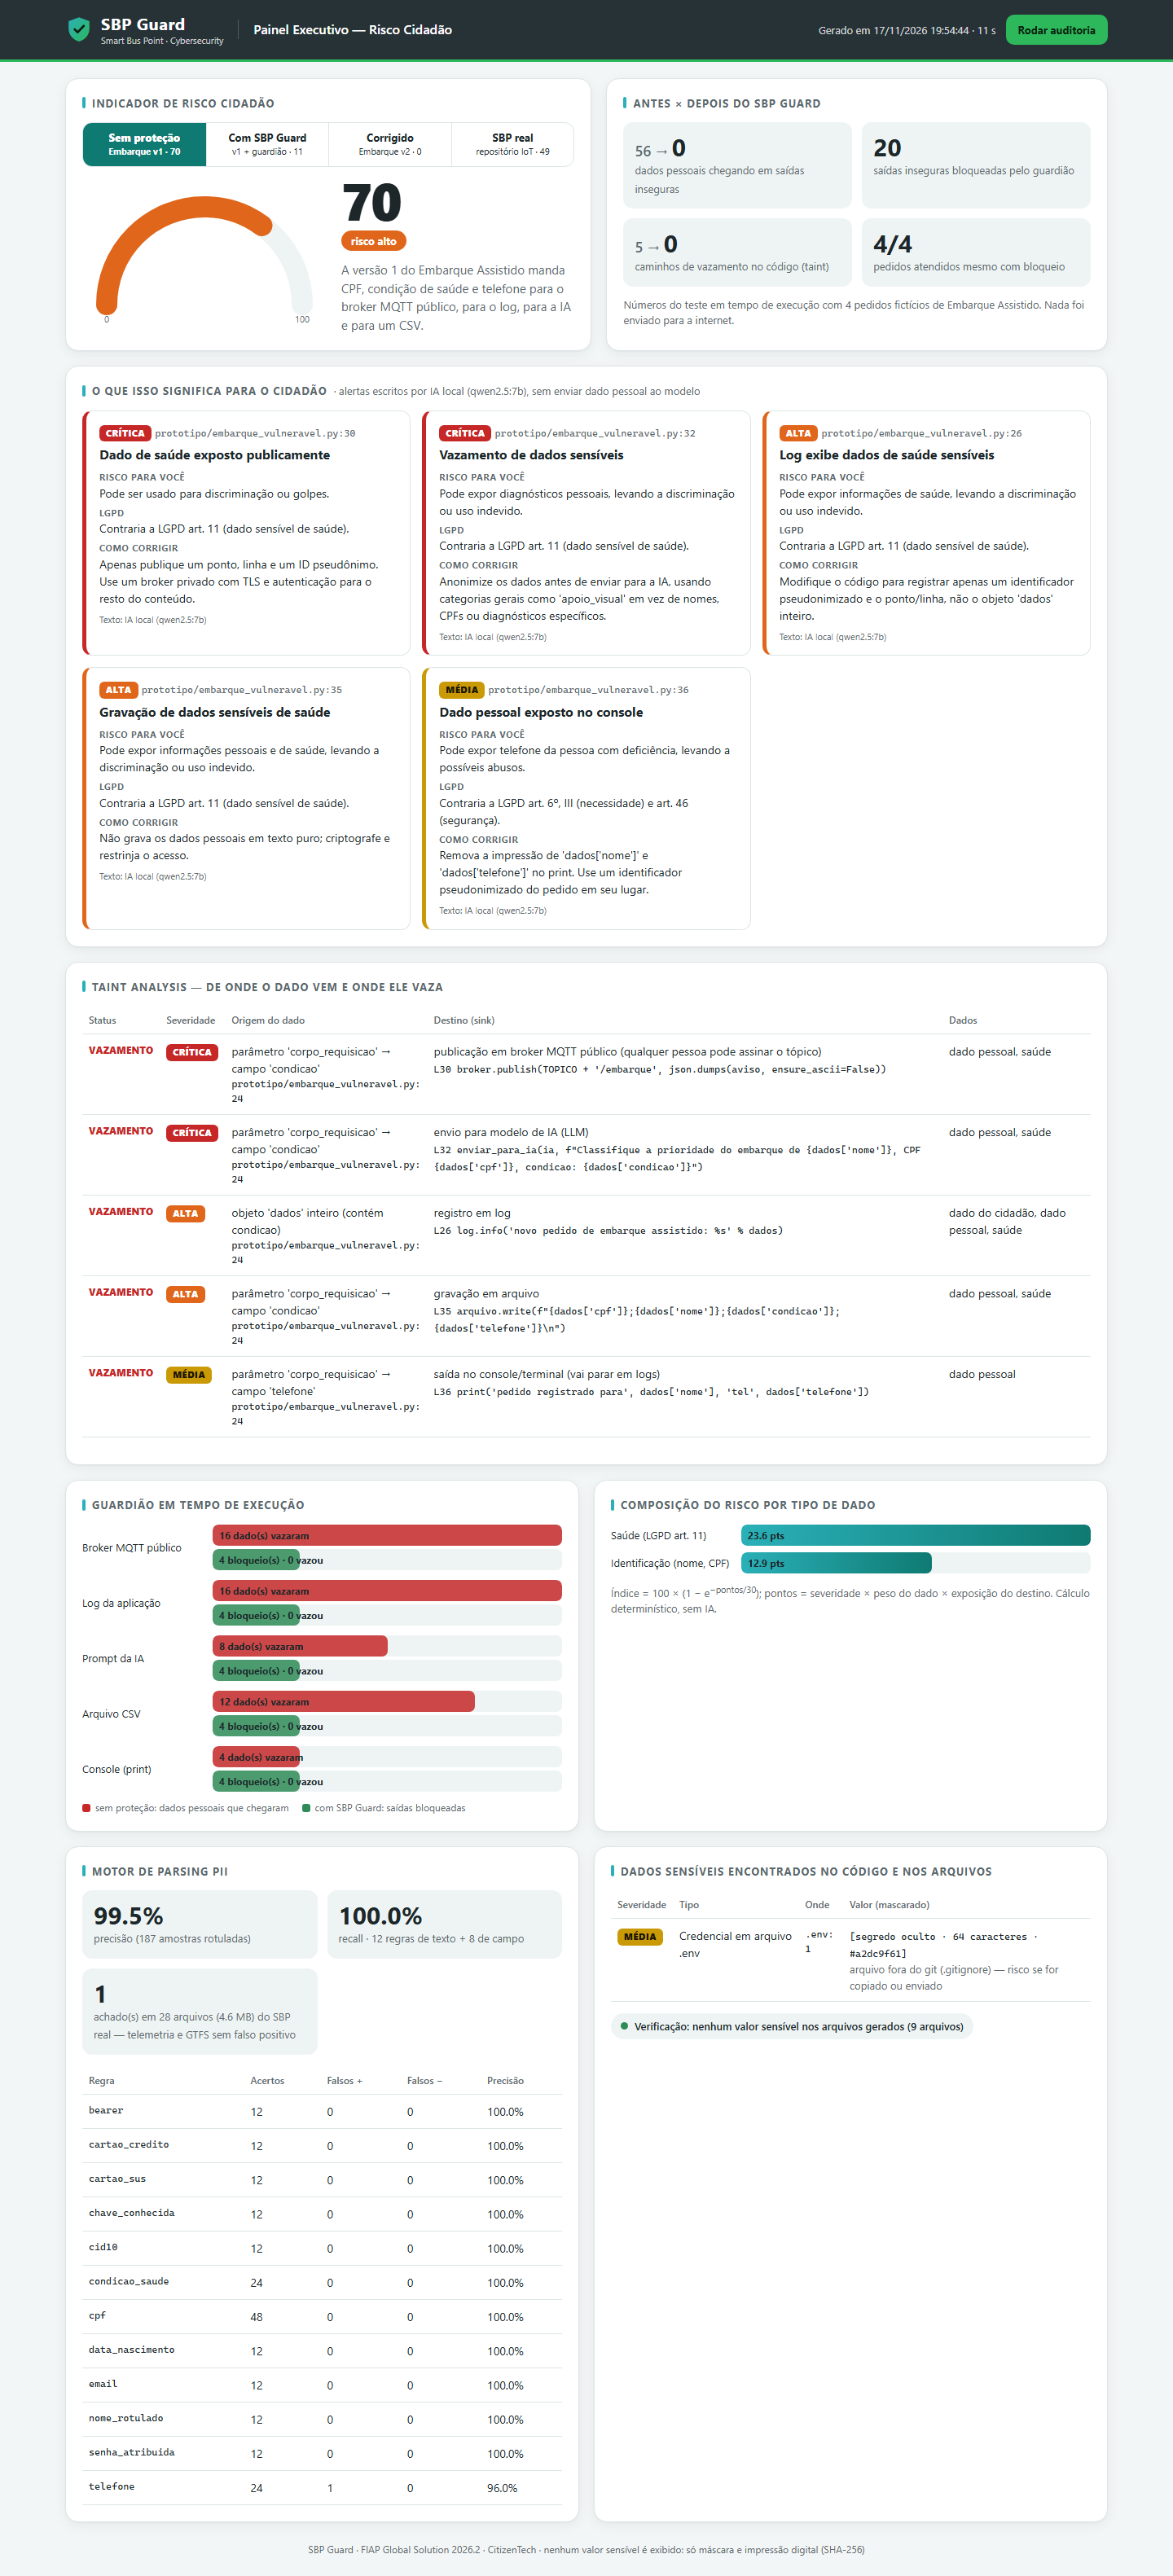 SBP Guard
Smart Bus Point · Cybersecurity
Painel Executivo — Risco Cidadão
Gerado em 17/11/2026 19:54:44 · 11 s
Rodar auditoria
INDICADOR DE RISCO CIDADÃO
Sem proteção
Embarque v1 · 70
Com SBP Guard
v1 + guardião · 11
Corrigido
Embarque v2 · 0
SBP real
repositório IoT · 49
0
100
70
risco alto
A versão 1 do Embarque Assistido manda
CPF, condição de saúde e telefone para o
broker MQTT público, para o log, para a IA
e para um CSV.
ANTES × DEPOIS DO SBP GUARD
56 → 0
dados pessoais chegando em saídas
inseguras
20
saídas inseguras bloqueadas pelo guardião
5 → 0
caminhos de vazamento no código (taint)
4/4
pedidos atendidos mesmo com bloqueio
Números do teste em tempo de execução com 4 pedidos fictícios de Embarque Assistido. Nada foi
enviado para a internet.
O QUE ISSO SIGNIFICA PARA O CIDADÃO · alertas escritos por IA local (qwen2.5:7b), sem enviar dado pessoal ao modelo
CRÍTICA prototipo/embarque_vulneravel.py:30
Dado de saúde exposto publicamente
RISCO PARA VOCÊ
Pode ser usado para discriminação ou golpes.
LGPD
Contraria a LGPD art. 11 (dado sensível de saúde).
COMO CORRIGIR
Apenas publique um ponto, linha e um ID pseudônimo.
Use um broker privado com TLS e autenticação para o
resto do conteúdo.
Texto: IA local (qwen2.5:7b)
CRÍTICA prototipo/embarque_vulneravel.py:32
Vazamento de dados sensíveis
RISCO PARA VOCÊ
Pode expor diagnósticos pessoais, levando a discriminação
ou uso indevido.
LGPD
Contraria a LGPD art. 11 (dado sensível de saúde).
COMO CORRIGIR
Anonimize os dados antes de enviar para a IA, usando
categorias gerais como 'apoio_visual' em vez de nomes,
CPFs ou diagnósticos específicos.
Texto: IA local (qwen2.5:7b)
ALTA prototipo/embarque_vulneravel.py:26
Log exibe dados de saúde sensíveis
RISCO PARA VOCÊ
Pode expor informações de saúde, levando a discriminação
ou uso indevido.
LGPD
Contraria a LGPD art. 11 (dado sensível de saúde).
COMO CORRIGIR
Modifique o código para registrar apenas um identificador
pseudonimizado e o ponto/linha, não o objeto 'dados'
inteiro.
Texto: IA local (qwen2.5:7b)
ALTA prototipo/embarque_vulneravel.py:35
Gravação de dados sensíveis de saúde
RISCO PARA VOCÊ
Pode expor informações pessoais e de saúde, levando a
discriminação ou uso indevido.
LGPD
Contraria a LGPD art. 11 (dado sensível de saúde).
COMO CORRIGIR
Não grava os dados pessoais em texto puro; criptografe e
restrinja o acesso.
Texto: IA local (qwen2.5:7b)
MÉDIA prototipo/embarque_vulneravel.py:36
Dado pessoal exposto no console
RISCO PARA VOCÊ
Pode expor telefone da pessoa com deficiência, levando a
possíveis abusos.
LGPD
Contraria a LGPD art. 6º, III (necessidade) e art. 46
(segurança).
COMO CORRIGIR
Remova a impressão de 'dados['nome']' e
'dados['telefone']' no print. Use um identificador
pseudonimizado do pedido em seu lugar.
Texto: IA local (qwen2.5:7b)
TAINT ANALYSIS — DE ONDE O DADO VEM E ONDE ELE VAZA
Status Severidade Origem do dado Destino (sink) Dados
VAZAMENTO CRÍTICA
parâmetro 'corpo_requisicao' →
campo 'condicao'
prototipo/embarque_vulneravel.py:
24
publicação em broker MQTT público (qualquer pessoa pode assinar o tópico)
L30 broker.publish(TOPICO + '/embarque', json.dumps(aviso, ensure_ascii=False))
dado pessoal, saúde
VAZAMENTO CRÍTICA
parâmetro 'corpo_requisicao' →
campo 'condicao'
prototipo/embarque_vulneravel.py:
24
envio para modelo de IA (LLM)
L32 enviar_para_ia(ia, f"Classifique a prioridade do embarque de {dados['nome']}, CPF
{dados['cpf']}, condicao: {dados['condicao']}")
dado pessoal, saúde
VAZAMENTO ALTA
objeto 'dados' inteiro (contém
condicao)
prototipo/embarque_vulneravel.py:
24
registro em log
L26 log.info('novo pedido de embarque assistido: %s' % dados)
dado do cidadão, dado
pessoal, saúde
VAZAMENTO ALTA
parâmetro 'corpo_requisicao' →
campo 'condicao'
prototipo/embarque_vulneravel.py:
24
gravação em arquivo
L35 arquivo.write(f"{dados['cpf']};{dados['nome']};{dados['condicao']};
{dados['telefone']}\n")
dado pessoal, saúde
VAZAMENTO MÉDIA
parâmetro 'corpo_requisicao' →
campo 'telefone'
prototipo/embarque_vulneravel.py:
24
saída no console/terminal (vai parar em logs)
L36 print('pedido registrado para', dados['nome'], 'tel', dados['telefone'])
dado pessoal
GUARDIÃO EM TEMPO DE EXECUÇÃO
Broker MQTT público
16 dado(s) vazaram
4 bloqueio(s) · 0 vazou
Log da aplicação
16 dado(s) vazaram
4 bloqueio(s) · 0 vazou
Prompt da IA
8 dado(s) vazaram
4 bloqueio(s) · 0 vazou
Arquivo CSV
12 dado(s) vazaram
4 bloqueio(s) · 0 vazou
Console (print)
4 dado(s) vazaram
4 bloqueio(s) · 0 vazou
sem proteção: dados pessoais que chegaram com SBP Guard: saídas bloqueadas
COMPOSIÇÃO DO RISCO POR TIPO DE DADO
Saúde (LGPD art. 11) 23.6 pts
Identificação (nome, CPF) 12.9 pts
Índice = 100 × (1 − e−pontos/30); pontos = severidade × peso do dado × exposição do destino. Cálculo
determinístico, sem IA.
MOTOR DE PARSING PII
99.5%
precisão (187 amostras rotuladas)
100.0%
recall · 12 regras de texto + 8 de campo
1
achado(s) em 28 arquivos (4.6 MB) do SBP
real — telemetria e GTFS sem falso positivo
Regra Acertos Falsos + Falsos − Precisão
bearer 12 0 0 100.0%
cartao_credito 12 0 0 100.0%
cartao_sus 12 0 0 100.0%
chave_conhecida 12 0 0 100.0%
cid10 12 0 0 100.0%
condicao_saude 24 0 0 100.0%
cpf 48 0 0 100.0%
data_nascimento 12 0 0 100.0%
email 12 0 0 100.0%
nome_rotulado 12 0 0 100.0%
senha_atribuida 12 0 0 100.0%
telefone 24 1 0 96.0%
DADOS SENSÍVEIS ENCONTRADOS NO CÓDIGO E NOS ARQUIVOS
Severidade Tipo Onde Valor (mascarado)
MÉDIA
Credencial em arquivo
.env
.env:
1
[segredo oculto · 64 caracteres ·
#a2dc9f61]
arquivo fora do git (.gitignore) — risco se for
copiado ou enviado
Verificação: nenhum valor sensível nos arquivos gerados (9 arquivos)
SBP Guard · FIAP Global Solution 2026.2 · CitizenTech · nenhum valor sensível é exibido: só máscara e impressão digital (SHA-256)